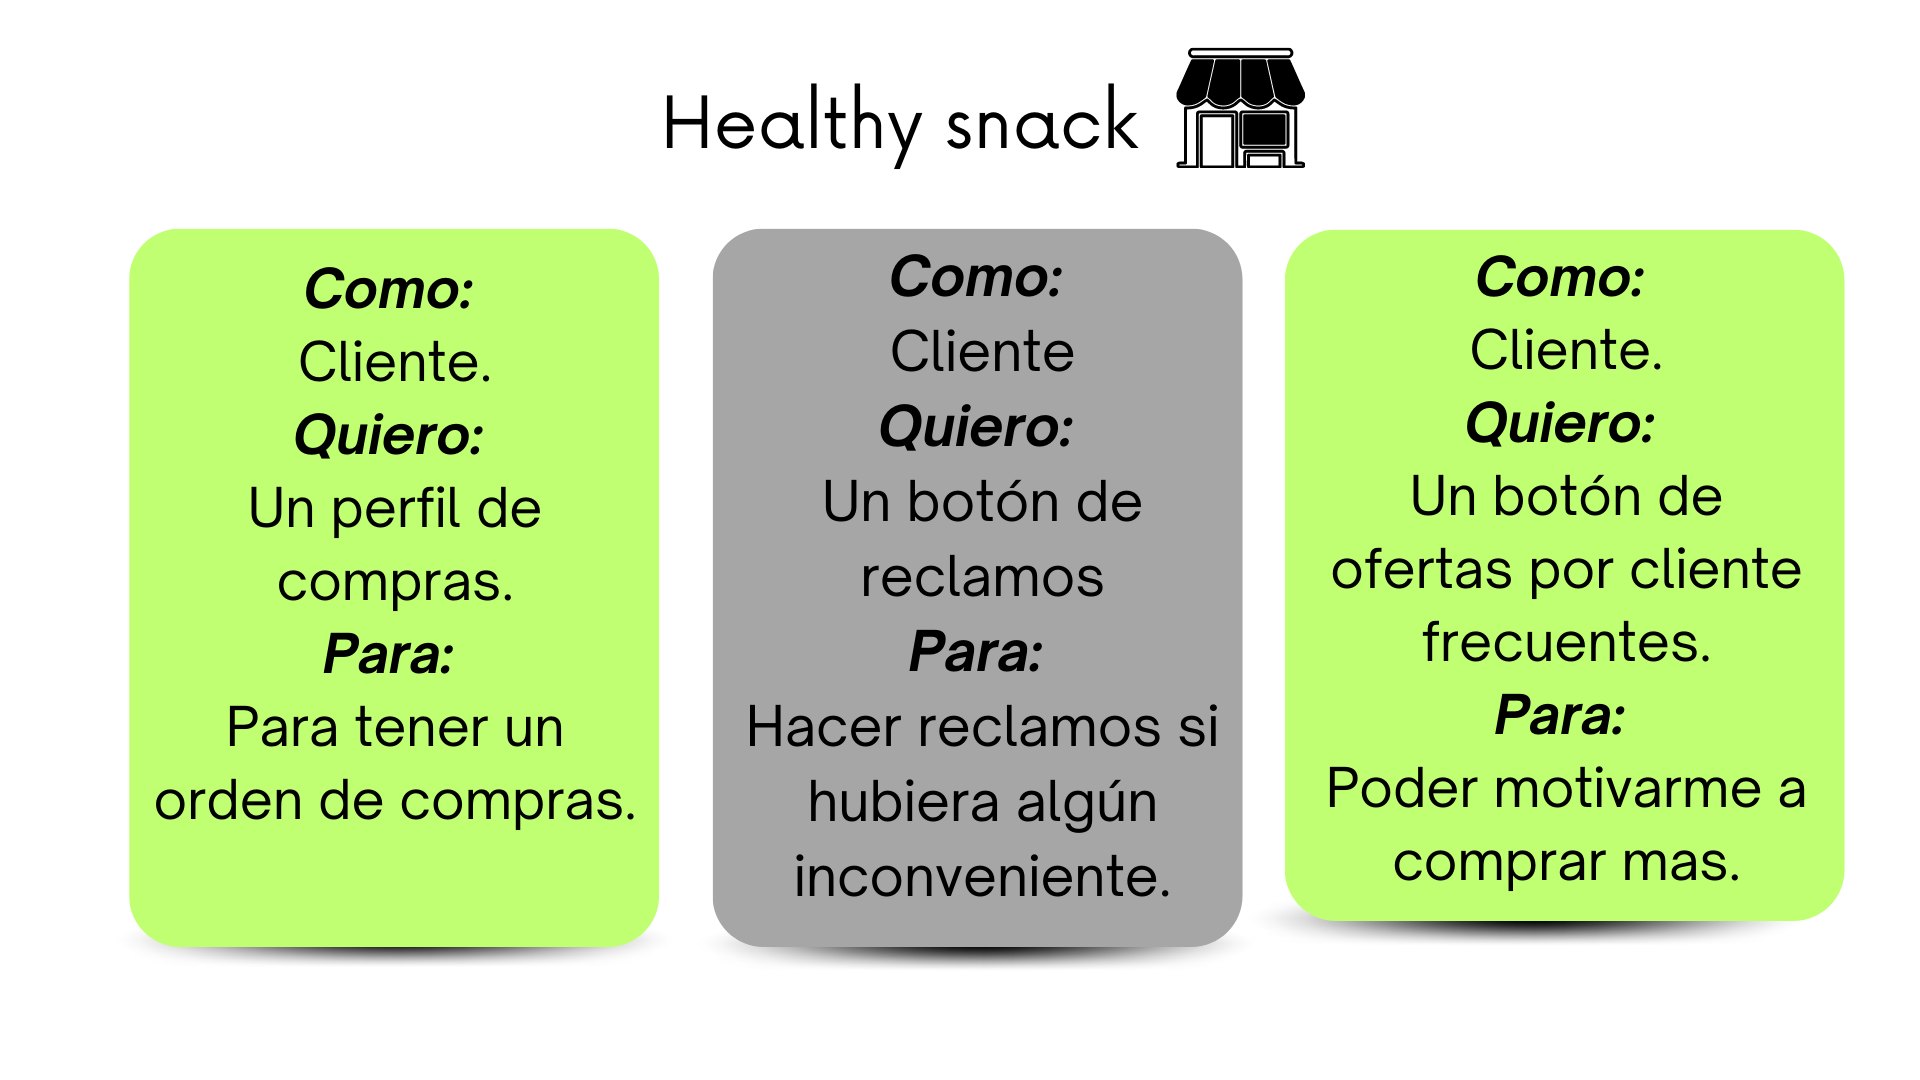 Healthy snack
Como:
Cliente.
Quiero:
Un perfil de
compras.
Para:
Para tener un
orden de compras.
Como:
Cliente
Quiero:
Un botón de
reclamos
Para:
Hacer reclamos si
hubiera algún
inconveniente.
Como:
Cliente.
Quiero:
Un botón de
ofertas por cliente
frecuentes.
Para:
Poder motivarme a
comprar mas.